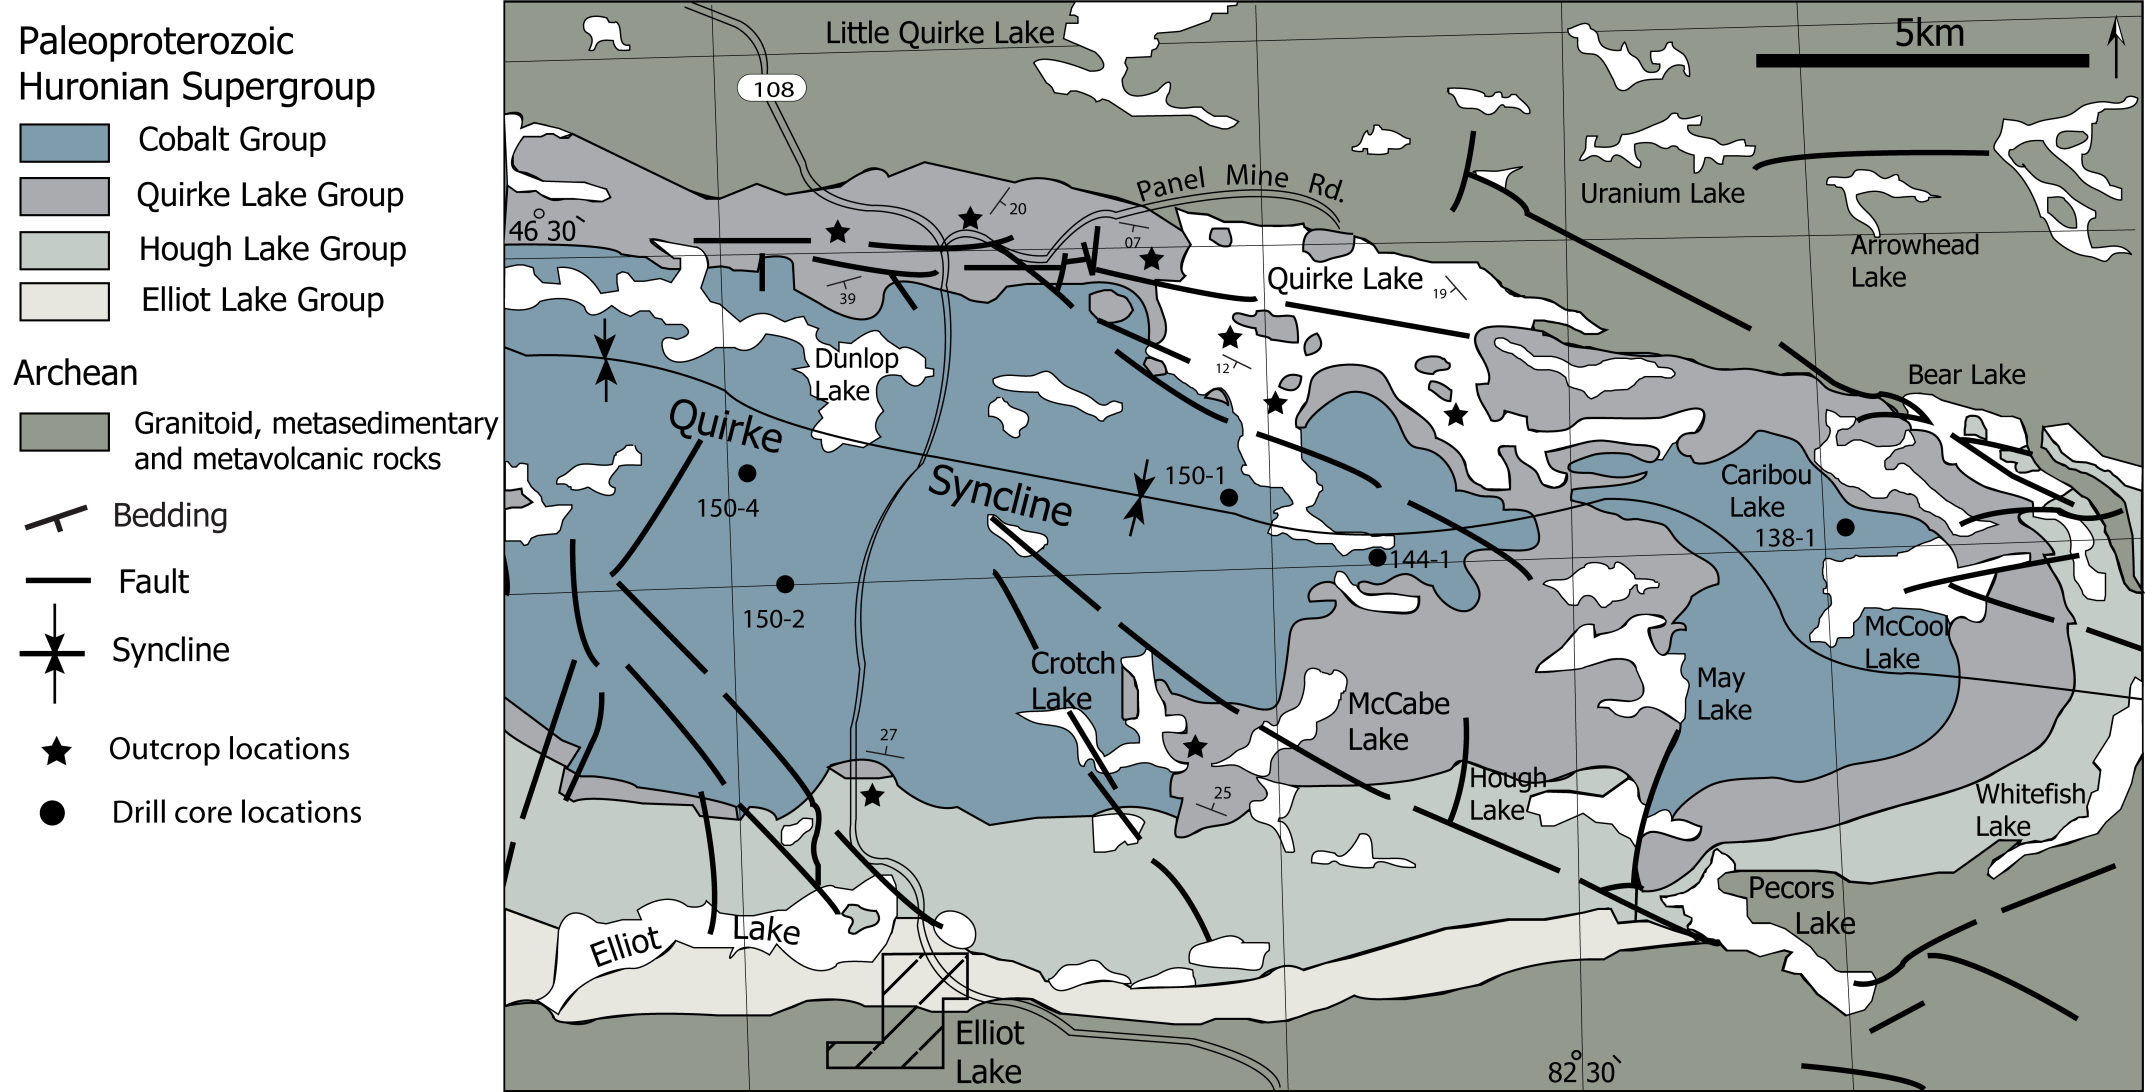 Paleoproterozoic
Huronian Supergroup
Cobalt Group
Quirke Lake Group
Hough Lake Group
Elliot Lake Group
Archean
Granitoid, metasedimentary
and metavolcanic rocks
Bedding
Fault
Syncline
Outcrop locations
Drill core locations
Little Quirke Lake
5km
108
Panel Mine Rd.
Uranium Lake
20
46°30'
07
Arrowhead
Lake
Quirke Lake
19
39
Dunlop
Lake
12
Bear Lake
Quirke
Syncline
150-4
150-1
Caribou
Lake
138-1
144-1
150-2
McCool
Lake
Crotch
Lake
May
Lake
McCabe
Lake
27
Hough
Lake
25
Whitefish
Lake
Pecors
Lake
Elliot Lake
Elliot
Lake
82°30'